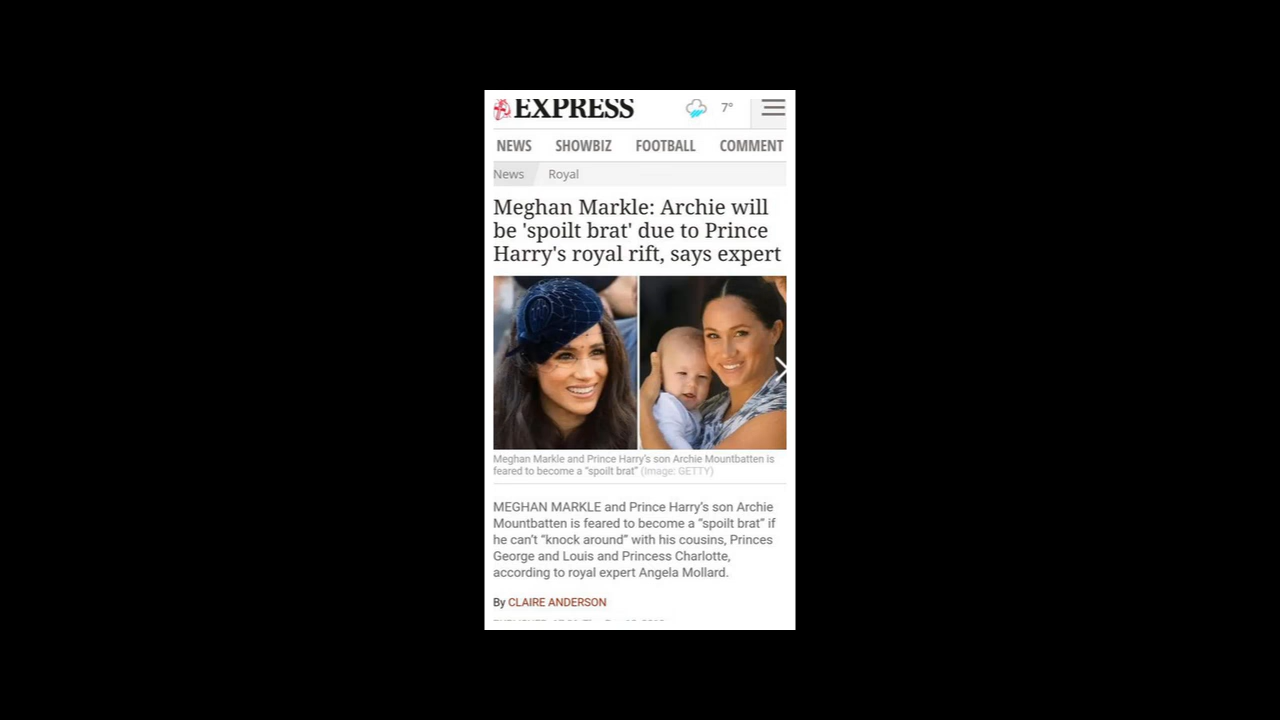 EXPRESS
7°
NEWS SHOWBIZ FOOTBALL COMMENT
News Royal
Meghan Markle: Archie will
be 'spoilt brat' due to Prince
Harry's royal rift, says expert
Meghan Markle and Prince Harry's son Archie Mountbatten is
feared to become a "spoilt brat" (Image: GETTY)
MEGHAN MARKLE and Prince Harry's son Archie
Mountbatten is feared to become a "spoilt brat" if
he can't "knock around" with his cousins, Princes
George and Louis and Princess Charlotte,
according to royal expert Angela Mollard.
By CLAIRE ANDERSON